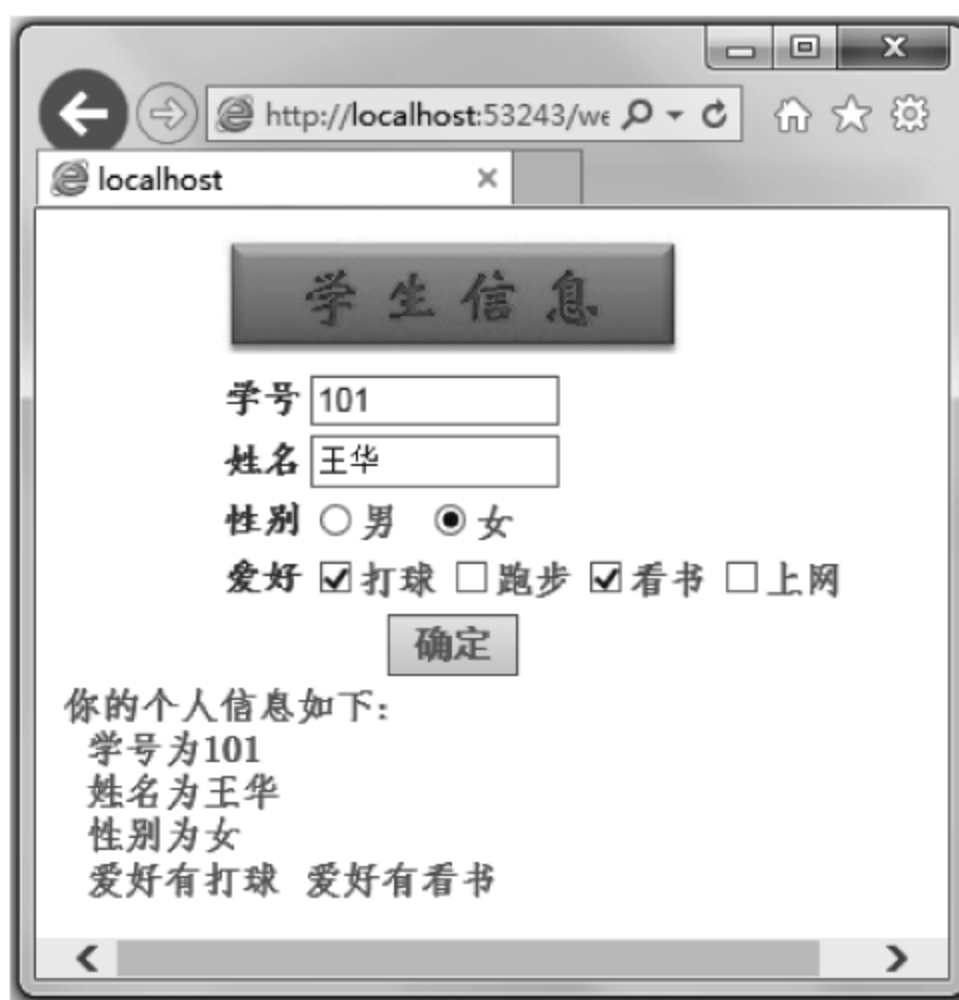 http://localhost:53243/we
localhost
学生信息
学号 101
姓名 王华
性别 男 女
爱好 打球 跑步 看书 上网
确定
你的个人信息如下：
学号为101
姓名为王华
性别为女
爱好有打球 爱好有看书